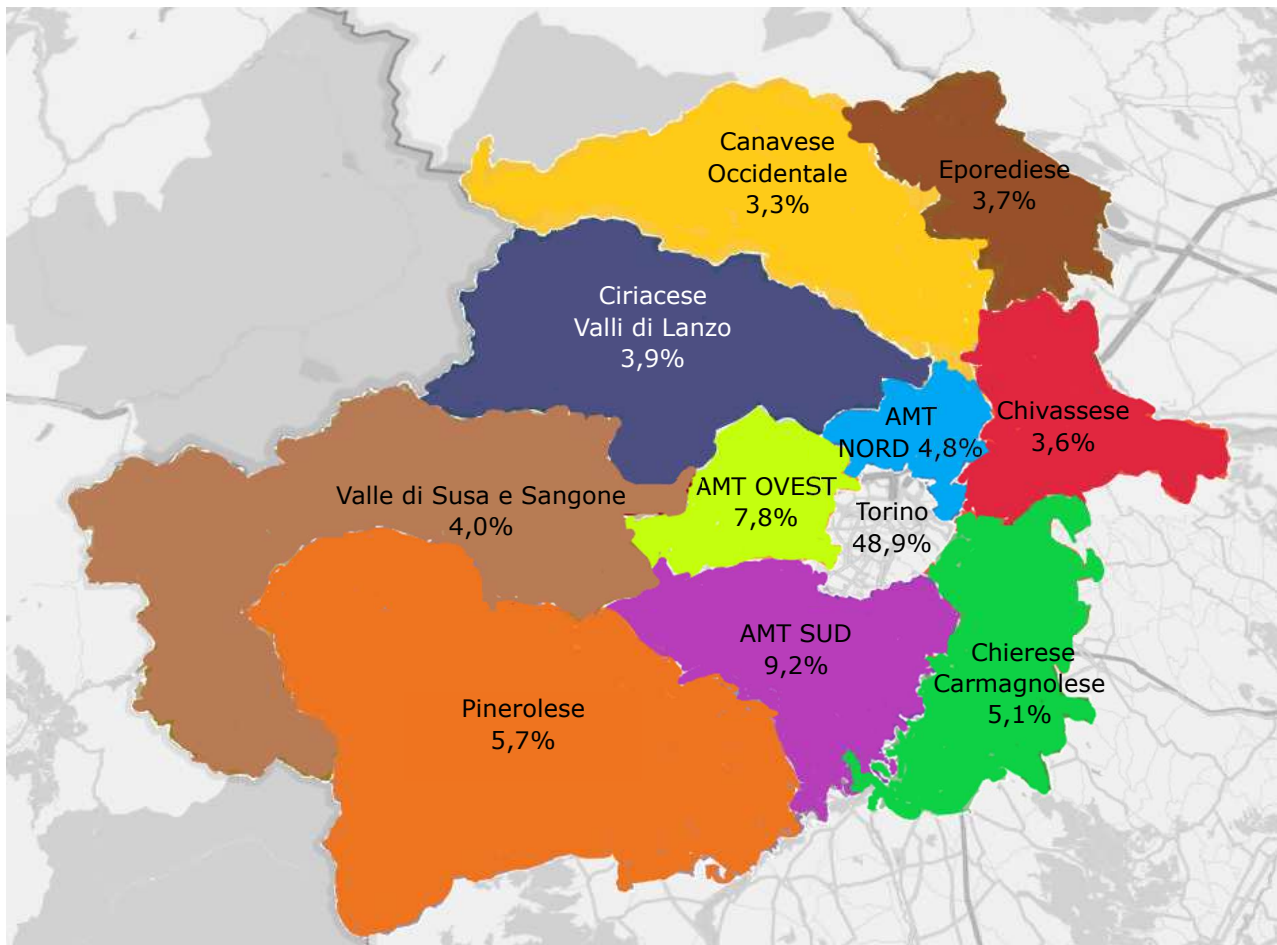 Canavese
Occidentale
3,3%
Eporediese
3,7%
Ciriacese
Valli di Lanzo
3,9%
AMT
NORD 4,8%
Chivassese
3,6%
Valle di Susa e Sangone
4,0%
AMT OVEST
7,8%
Torino
48,9%
AMT SUD
9,2%
Chierese
Carmagnolese
5,1%
Pinerolese
5,7%